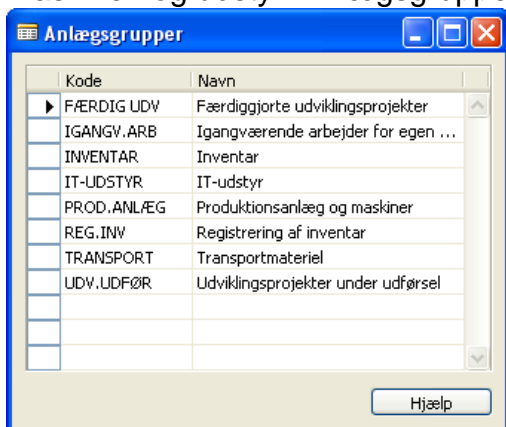 Anlægsgrupper
Kode Navn
FÆRDIG UDV Færdiggjorte udviklingsprojekter
IGANGV.ARB Igangværende arbejder for egen ...
INVENTAR Inventar
IT-UDSTYR IT-udstyr
PROD.ANLÆG Produktionsanlæg og maskiner
REG.INV Registrering af inventar
TRANSPORT Transportmateriel
UDV.UDFØR Udviklingsprojekter under udførsel
Hjælp